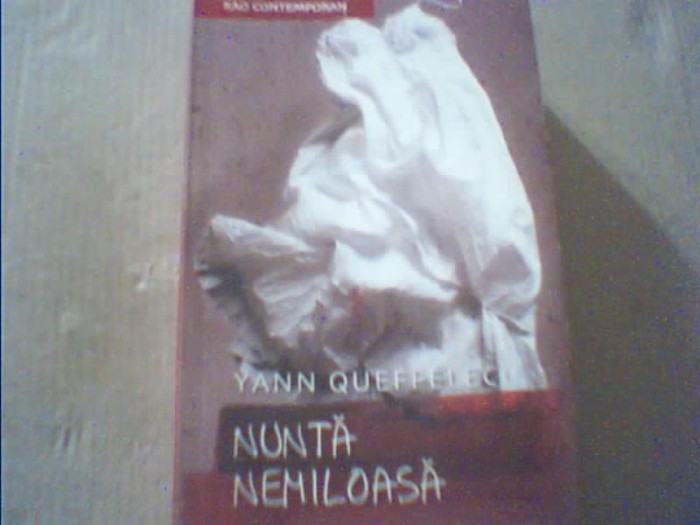 RAO CONTEMPORAN
YANN QUEFFELEC
NUNTĂ
NEMILOASĂ